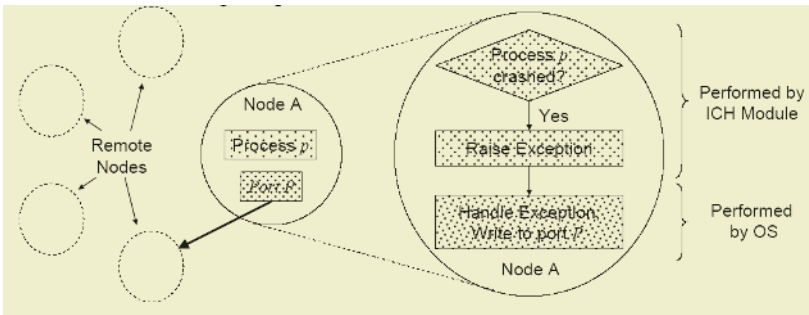 Remote
Nodes
Node A
Process p
Port P
Process p
crashed?
Yes
Raise Exception
Handle Exception
Write to port P
Node A
Performed by
ICH Module
Performed
by OS